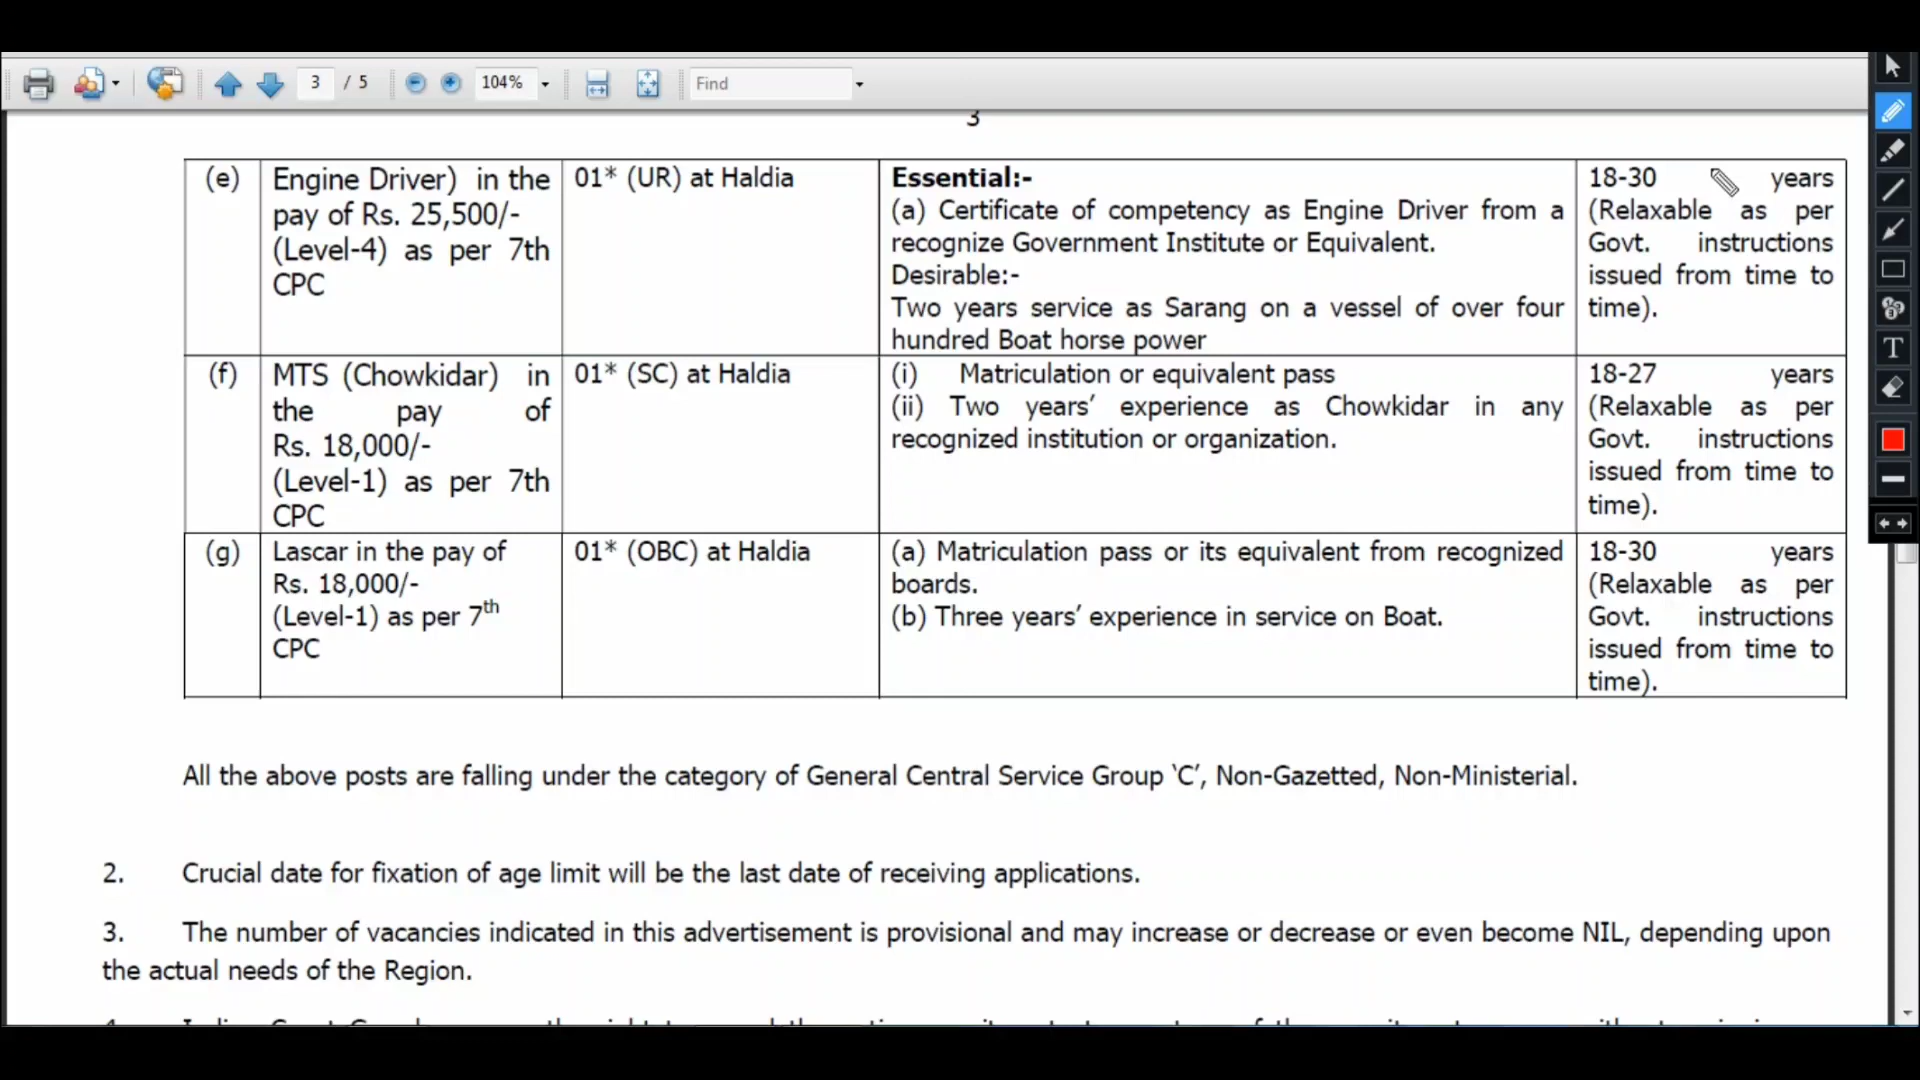 3 / 5 104% Find
3
(e) Engine Driver) in the pay of Rs. 25,500/- (Level-4) as per 7th CPC
01* (UR) at Haldia
Essential:-
(a) Certificate of competency as Engine Driver from a
recognize Government Institute or Equivalent.
Desirable:-
Two years service as Sarang on a vessel of over four
hundred Boat horse power
18-30 years
(Relaxable as per
Govt. instructions
issued from time to
time).
(f) MTS (Chowkidar) in
the pay of
Rs. 18,000/-
(Level-1) as per 7th
CPC
01* (SC) at Haldia
(i) Matriculation or equivalent pass
(ii) Two years’ experience as Chowkidar in any
recognized institution or organization.
18-27 years
(Relaxable as per
Govt. instructions
issued from time to
time).
(g) Lascar in the pay of
Rs. 18,000/-
(Level-1) as per 7th
CPC
01* (OBC) at Haldia
(a) Matriculation pass or its equivalent from recognized
boards.
(b) Three years’ experience in service on Boat.
18-30 years
(Relaxable as per
Govt. instructions
issued from time to
time).
All the above posts are falling under the category of General Central Service Group ‘C’, Non-Gazetted, Non-Ministerial.
2. Crucial date for fixation of age limit will be the last date of receiving applications.
3. The number of vacancies indicated in this advertisement is provisional and may increase or decrease or even become NIL, depending upon
the actual needs of the Region.